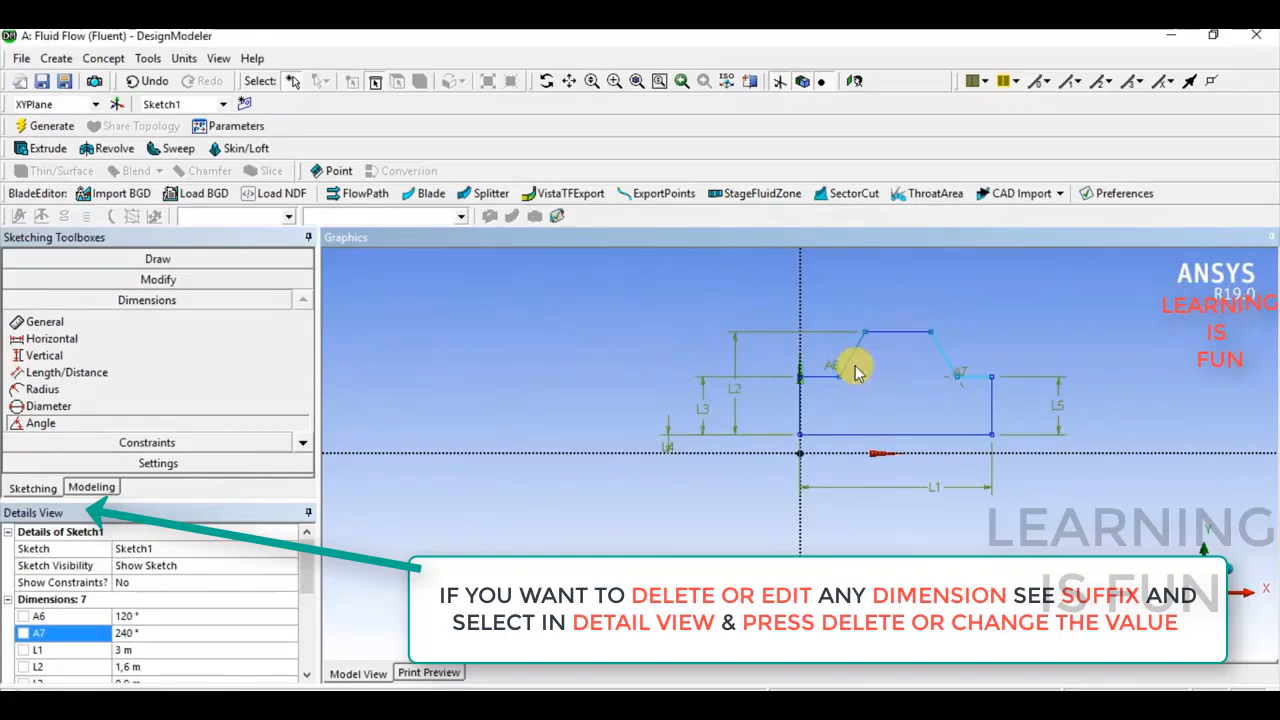 A: Fluid Flow (Fluent) - DesignModeler
File Create Concept Tools Units View Help
Undo Redo Select:
XYPlane Sketch1
Generate Share Topology Parameters
Extrude Revolve Sweep Skin/Loft
Thin/Surface Blend Chamfer Slice Point Conversion
BladeEditor: Import BGD Load BGD Load NDF FlowPath Blade Splitter VistaTFExport ExportPoints StageFluidZone SectorCut ThroatArea CAD Import Preferences
Sketching Toolboxes
Draw
Modify
Dimensions
General
Horizontal
Vertical
Length/Distance
Radius
Diameter
Angle
Constraints
Settings
Sketching Modeling
Details View
Details of Sketch1
Sketch Sketch1
Sketch Visibility Show Sketch
Show Constraints? No
Dimensions: 7
A6 120 °
A7 240 °
L1 3 m
L2 1,6 m
Graphics
ANSYS
R19.0
LEARNING
IS
FUN
A7
L2
L3
L5
L4
L1
LEARNING
IS FUN
Y
X
IF YOU WANT TO DELETE OR EDIT ANY DIMENSION SEE SUFFIX AND
SELECT IN DETAIL VIEW & PRESS DELETE OR CHANGE THE VALUE
Model View Print Preview